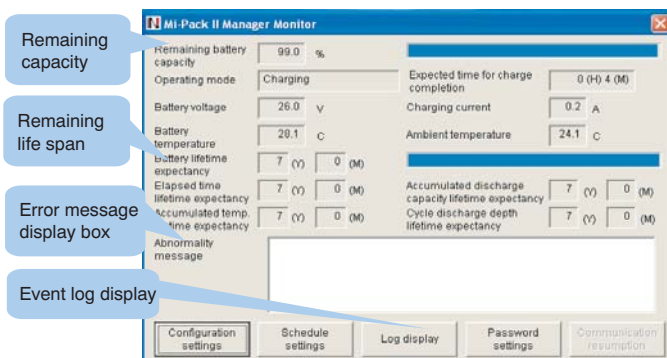 Mi-Pack II Manager Monitor
Remaining
capacity
Remaining battery
capacity
99.0 %
Operating mode
Charging
Expected time for charge
completion
0 (H) 4 (M)
Battery voltage
26.0 V
Charging current
0.2 A
Remaining
life span
Battery
temperature
28.1 C
Ambient temperature
24.1 C
Battery lifetime
expectancy
7 (Y) 0 (M)
Elapsed time
lifetime expectancy
7 (Y) 0 (M)
Accumulated discharge
capacity lifetime expectancy
7 (Y) 0 (M)
Error message
display box
Accumulated temp.
lifetime expectancy
7 (Y) 0 (M)
Cycle discharge depth
lifetime expectancy
7 (Y) 0 (M)
Abnormality
message
Event log display
Configuration
settings
Schedule
settings
Log display
Password
settings
Communication
resumption